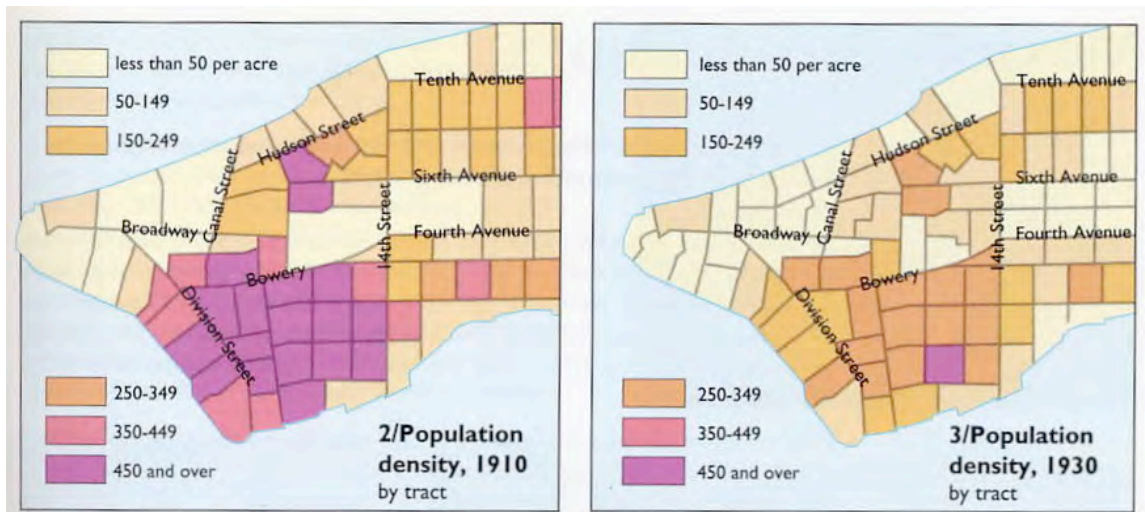 less than 50 per acre
50-149
150-249
Tenth Avenue
Hudson Street
Sixth Avenue
Canal Street
Broadway
14th Street
Fourth Avenue
Bowery
Division Street
250-349
350-449
450 and over
2/Population
density, 1910
by tract
less than 50 per acre
50-149
150-249
Tenth Avenue
Hudson Street
Sixth Avenue
Canal Street
Broadway
14th Street
Fourth Avenue
Bowery
Division Street
250-349
350-449
450 and over
3/Population
density, 1930
by tract